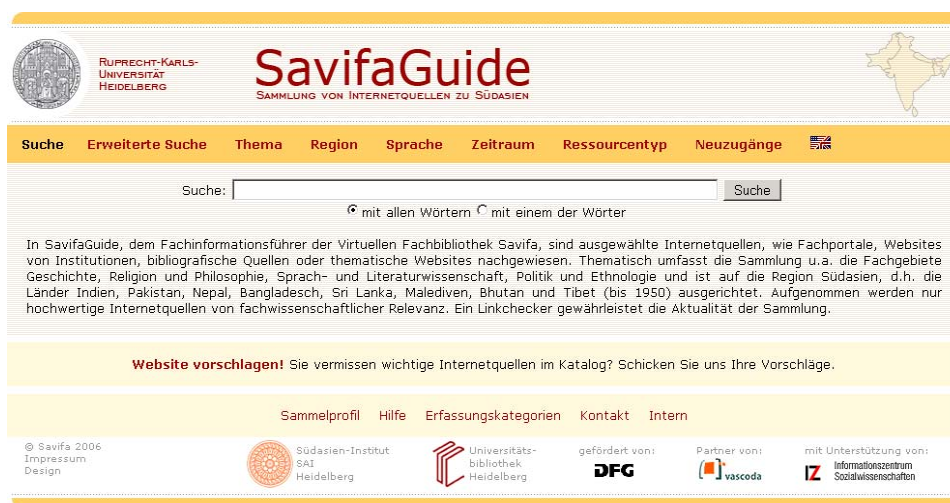 Ruprecht-Karls-
Universität
Heidelberg
SavifaGuide
Sammlung von Internetquellen zu Südasien
Suche Erweiterte Suche Thema Region Sprache Zeitraum Ressourcentyp Neuzugänge
Suche: Suche
mit allen Wörtern mit einem der Wörter
In SavifaGuide, dem Fachinformationsführer der Virtuellen Fachbibliothek Savifa, sind ausgewählte Internetquellen, wie Fachportale, Websites
von Institutionen, bibliografische Quellen oder thematische Websites nachgewiesen. Thematisch umfasst die Sammlung u.a. die Fachgebiete
Geschichte, Religion und Philosophie, Sprach- und Literaturwissenschaft, Politik und Ethnologie und ist auf die Region Südasien, d.h. die
Länder Indien, Pakistan, Nepal, Bangladesch, Sri Lanka, Malediven, Bhutan und Tibet (bis 1950) ausgerichtet. Aufgenommen werden nur
hochwertige Internetquellen von fachwissenschaftlicher Relevanz. Ein Linkchecker gewährleistet die Aktualität der Sammlung.
Website vorschlagen! Sie vermissen wichtige Internetquellen im Katalog? Schicken Sie uns Ihre Vorschläge.
Sammelprofil Hilfe Erfassungskategorien Kontakt Intern
© Savifa 2006
Impressum
Design
Südasien-Institut
SAI
Heidelberg
Universitäts-
bibliothek
Heidelberg
gefördert von:
DFG
Partner von:
vascoda
mit Unterstützung von:
IZ Informationszentrum
Sozialwissenschaften